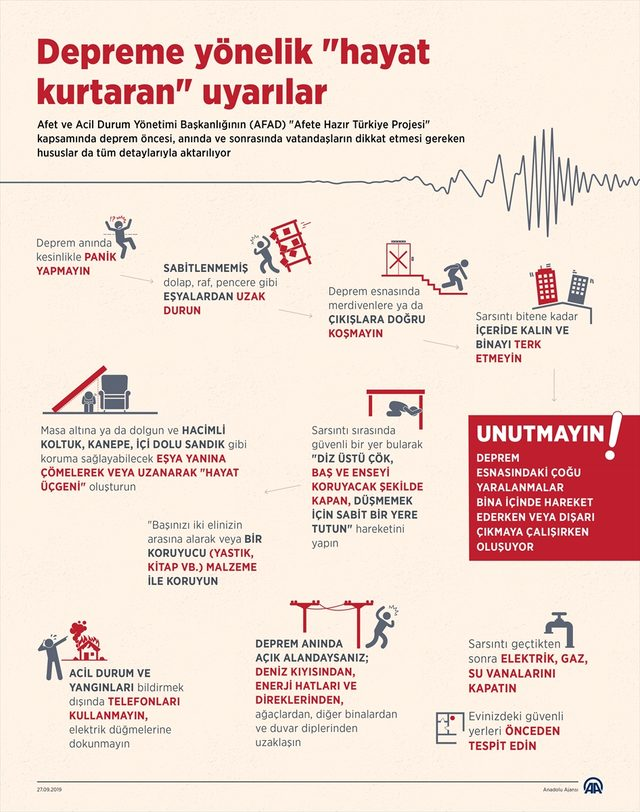 Depreme yönelik "hayat
kurtaran" uyarılar
Afet ve Acil Durum Yönetimi Başkanlığının (AFAD) "Afete Hazır Türkiye Projesi"
kapsamında deprem öncesi, anında ve sonrasında vatandaşların dikkat etmesi gereken
hususlar da tüm detaylarıyla aktarılıyor
Deprem anında
kesinlikle PANİK
YAPMAYIN
SABİTLENMEMİŞ
dolap, raf, pencere gibi
EŞYALARDAN UZAK
DURUN
Deprem esnasında
merdivenlere ya da
ÇIKIŞLARA DOĞRU
KOŞMAYIN
Sarsıntı bitene kadar
İÇERİDE KALIN VE
BİNAYI TERK
ETMEYİN
UNUTMAYIN!
DEPREM
ESNASINDAKİ ÇOĞU
YARALANMALAR
BİNA İÇİNDE HAREKET
EDERKEN VEYA DIŞARI
ÇIKMAYA ÇALIŞIRKEN
OLUŞUYOR
Sarsıntı sırasında
güvenli bir yer bularak
"DİZ ÜSTÜ ÇÖK,
BAŞ VE ENSEYİ
KORUYACAK ŞEKİLDE
KAPAN, DÜŞMEMEK
İÇİN SABİT BİR YERE
TUTUN" hareketini
yapın
Masa altına ya da dolgun ve HACİMLİ
KOLTUK, KANEPE, İÇİ DOLU SANDIK gibi
koruma sağlayabilecek EŞYA YANINA
ÇÖMELEREK VEYA UZANARAK "HAYAT
ÜÇGENİ" oluşturun
"Başınızı iki elinizin
arasına alarak veya BİR
KORUYUCU (YASTIK,
KİTAP VB.) MALZEME
İLE KORUYUN
ACİL DURUM VE
YANGINLARI bildirmek
dışında TELEFONLARI
KULLANMAYIN,
elektrik düğmelerine
dokunmayın
DEPREM ANINDA
AÇIK ALANDAYSANIZ;
DENİZ KIYISINDAN,
ENERJİ HATLARI VE
DİREKLERİNDEN,
ağaçlardan, diğer binalardan
ve duvar diplerinden
uzaklaşın
Sarsıntı geçtikten
sonra ELEKTRİK, GAZ,
SU VANALARINI
KAPATIN
Evinizdeki güvenli
yerleri ÖNCEDEN
TESPİT EDİN
27.09.2019
Anadolu Ajansı
AA